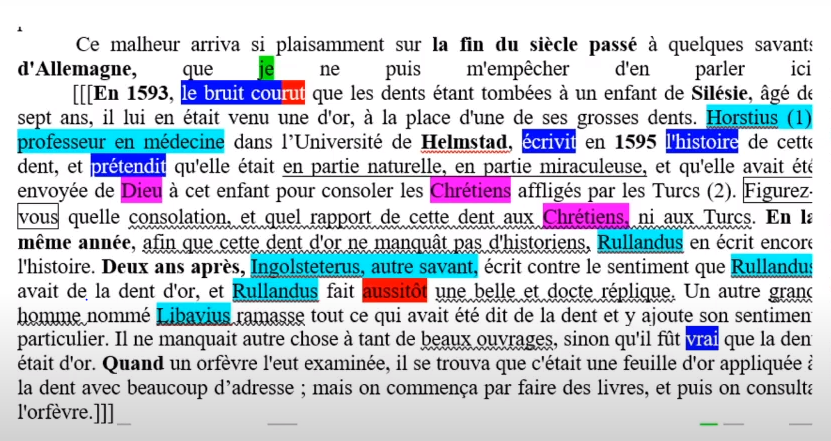 Ce malheur arriva si plaisamment sur la fin du siècle passé à quelques savants
d'Allemagne, que je ne puis m'empêcher d'en parler ici
[[[En 1593, le bruit courut que les dents étant tombées à un enfant de Silésie, âgé de
sept ans, il lui en était venu une d'or, à la place d'une de ses grosses dents. Horstius (1)
professeur en médecine dans l'Université de Helmstad, écrivit en 1595 l'histoire de cette
dent, et prétendit qu'elle était en partie naturelle, en partie miraculeuse, et qu'elle avait été
envoyée de Dieu à cet enfant pour consoler les Chrétiens affligés par les Turcs (2). Figurez-
vous quelle consolation, et quel rapport de cette dent aux Chrétiens, ni aux Turcs. En la
même année, afin que cette dent d'or ne manquât pas d'historiens, Rullandus en écrit encore
l'histoire. Deux ans après, Ingolsteterus, autre savant, écrit contre le sentiment que Rullandus
avait de la dent d'or, et Rullandus fait aussitôt une belle et docte réplique. Un autre grand
homme nommé Libavius ramasse tout ce qui avait été dit de la dent et y ajoute son sentiment
particulier. Il ne manquait autre chose à tant de beaux ouvrages, sinon qu'il fût vrai que la dent
était d'or. Quand un orfèvre l'eut examinée, il se trouva que c'était une feuille d'or appliquée à
la dent avec beaucoup d'adresse ; mais on commença par faire des livres, et puis on consulta
l'orfèvre.]]]